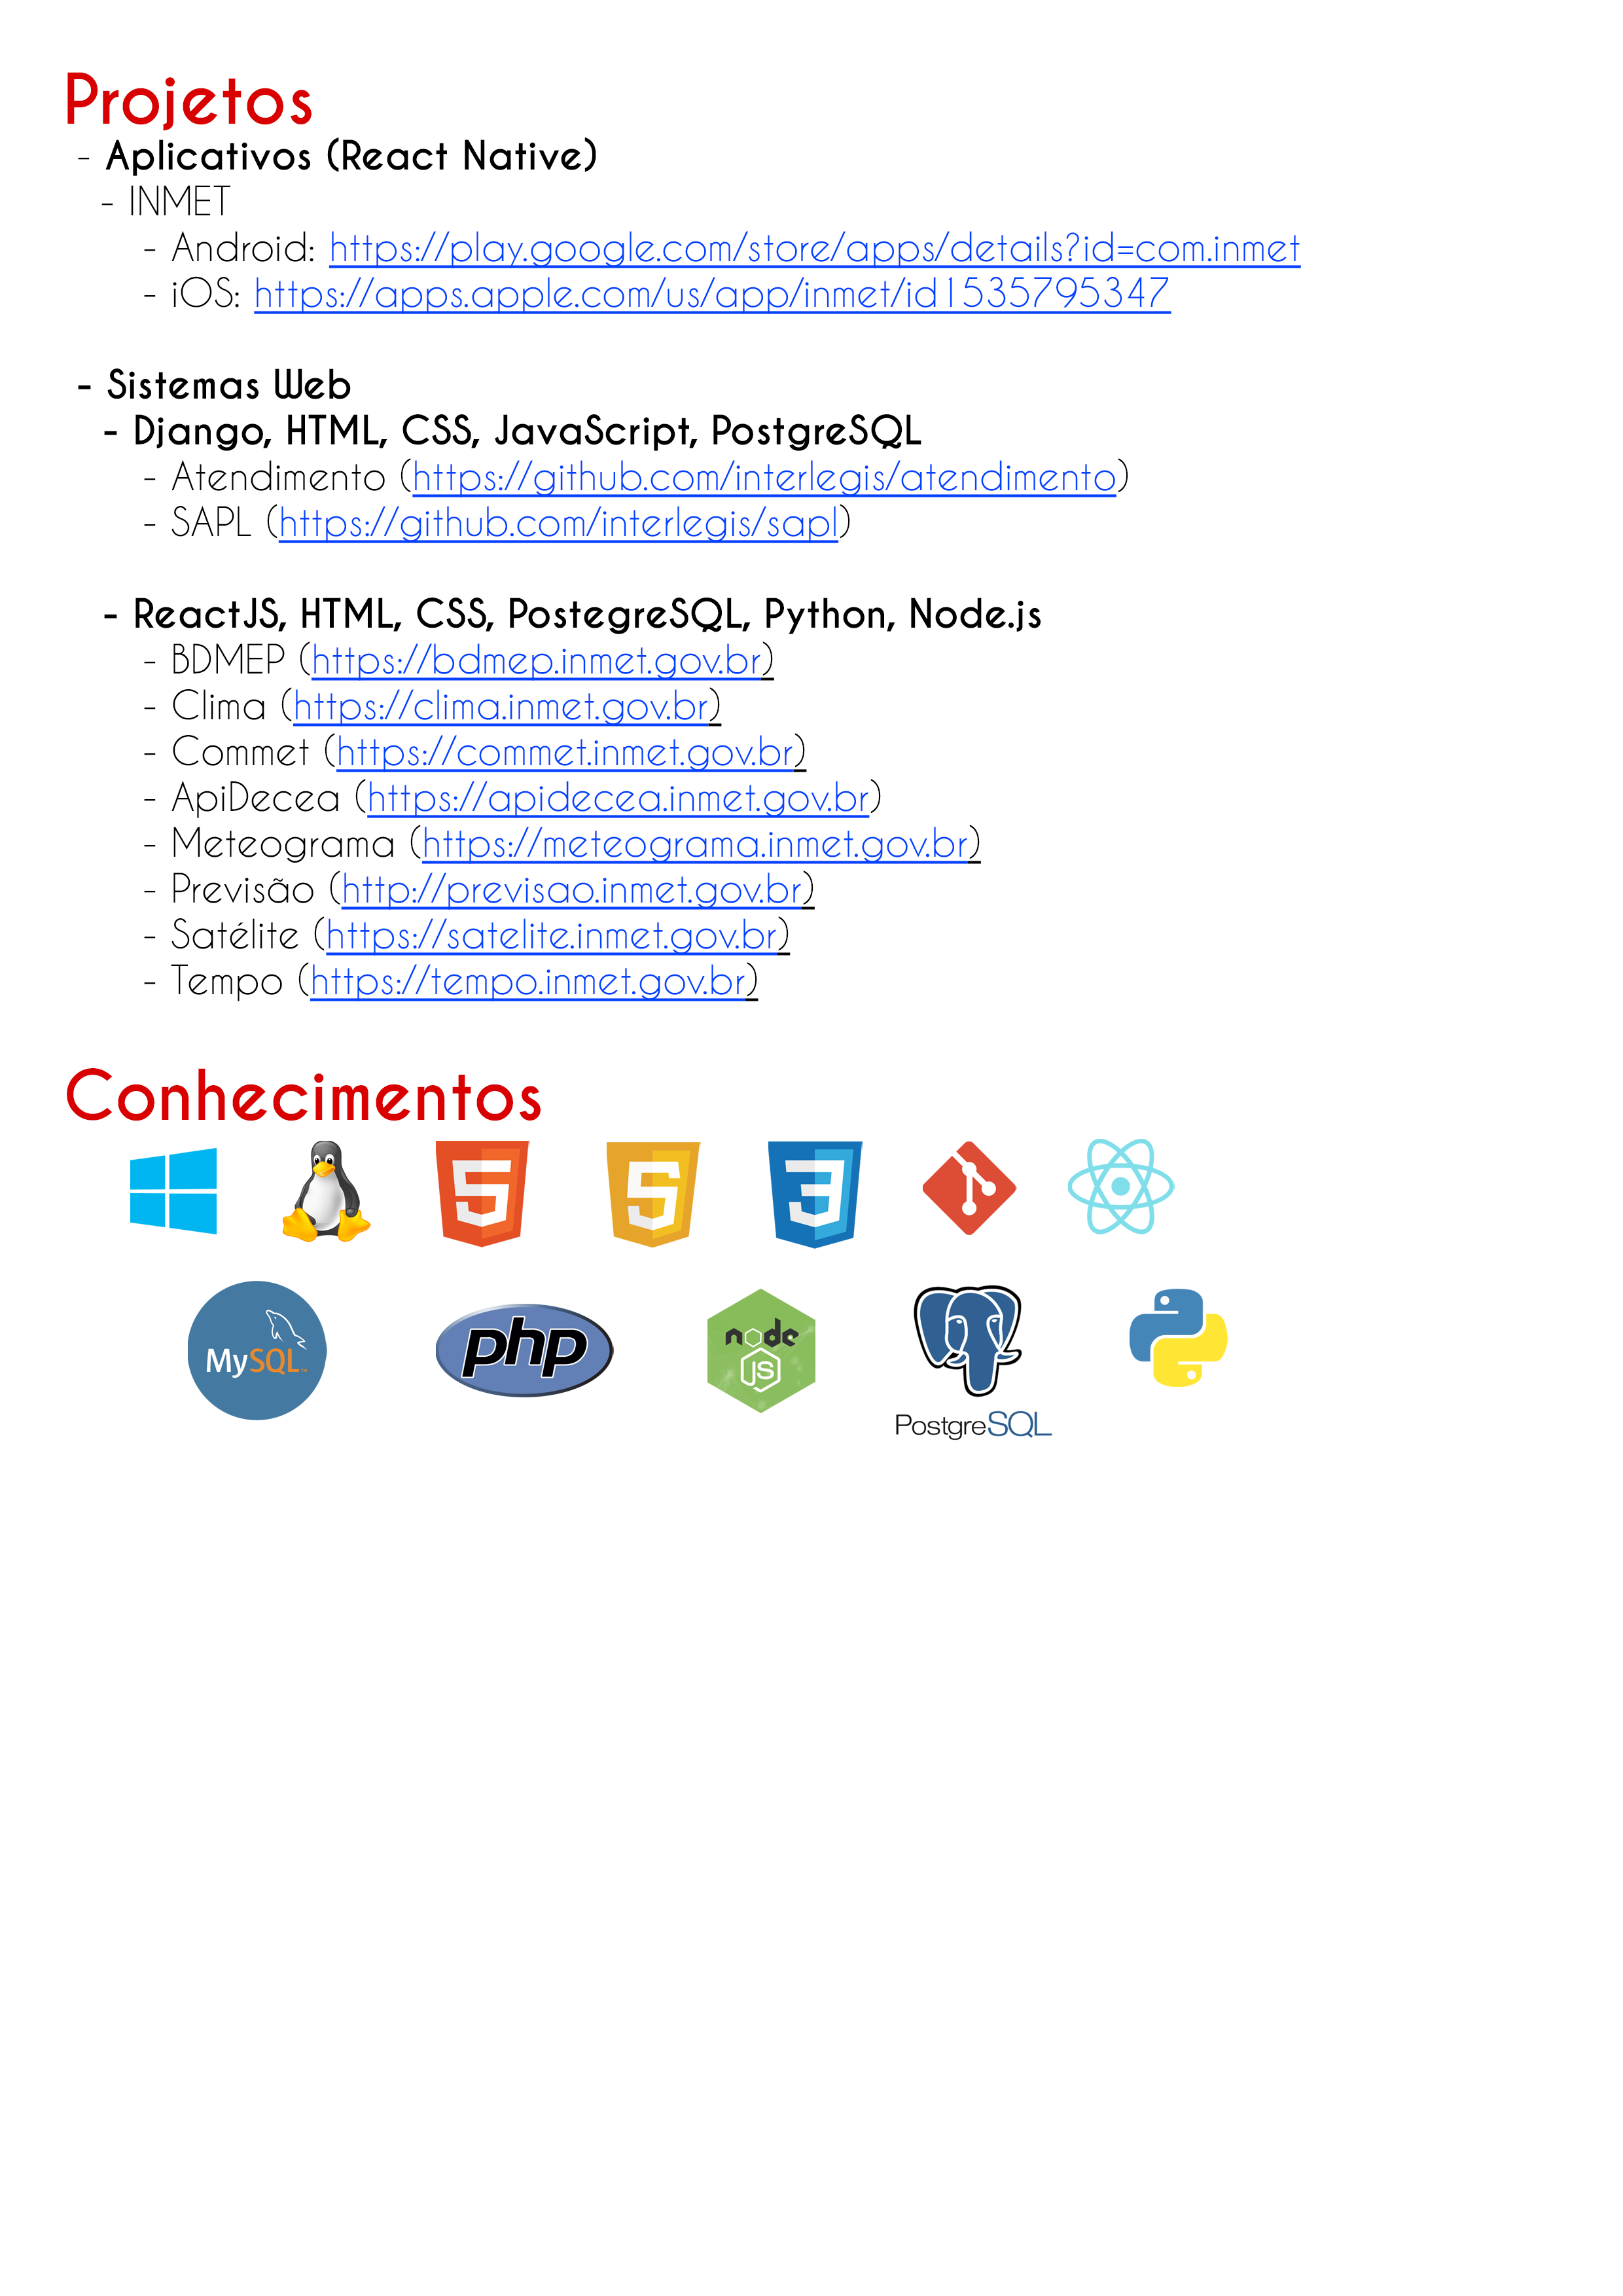 Projetos
- Aplicativos (React Native)
- INMET
- Android: https://play.google.com/store/apps/details?id=com.inmet
- iOS: https://apps.apple.com/us/app/inmet/id1535795347
- Sistemas Web
- Django, HTML, CSS, JavaScript, PostgreSQL
- Atendimento (https://github.com/interlegis/atendimento)
- SAPL (https://github.com/interlegis/sapl)
- ReactJS, HTML, CSS, PostegreSQL, Python, Node.js
- BDMEP (https://bdmep.inmet.gov.br)
- Clima (https://clima.inmet.gov.br)
- Commet (https://commet.inmet.gov.br)
- ApiDecea (https://apidecea.inmet.gov.br)
- Meteograma (https://meteograma.inmet.gov.br)
- Previsão (http://previsao.inmet.gov.br)
- Satélite (https://satelite.inmet.gov.br)
- Tempo (https://tempo.inmet.gov.br)
Conhecimentos
5 5 3
MySQL™ php node JS
PostgreSQL